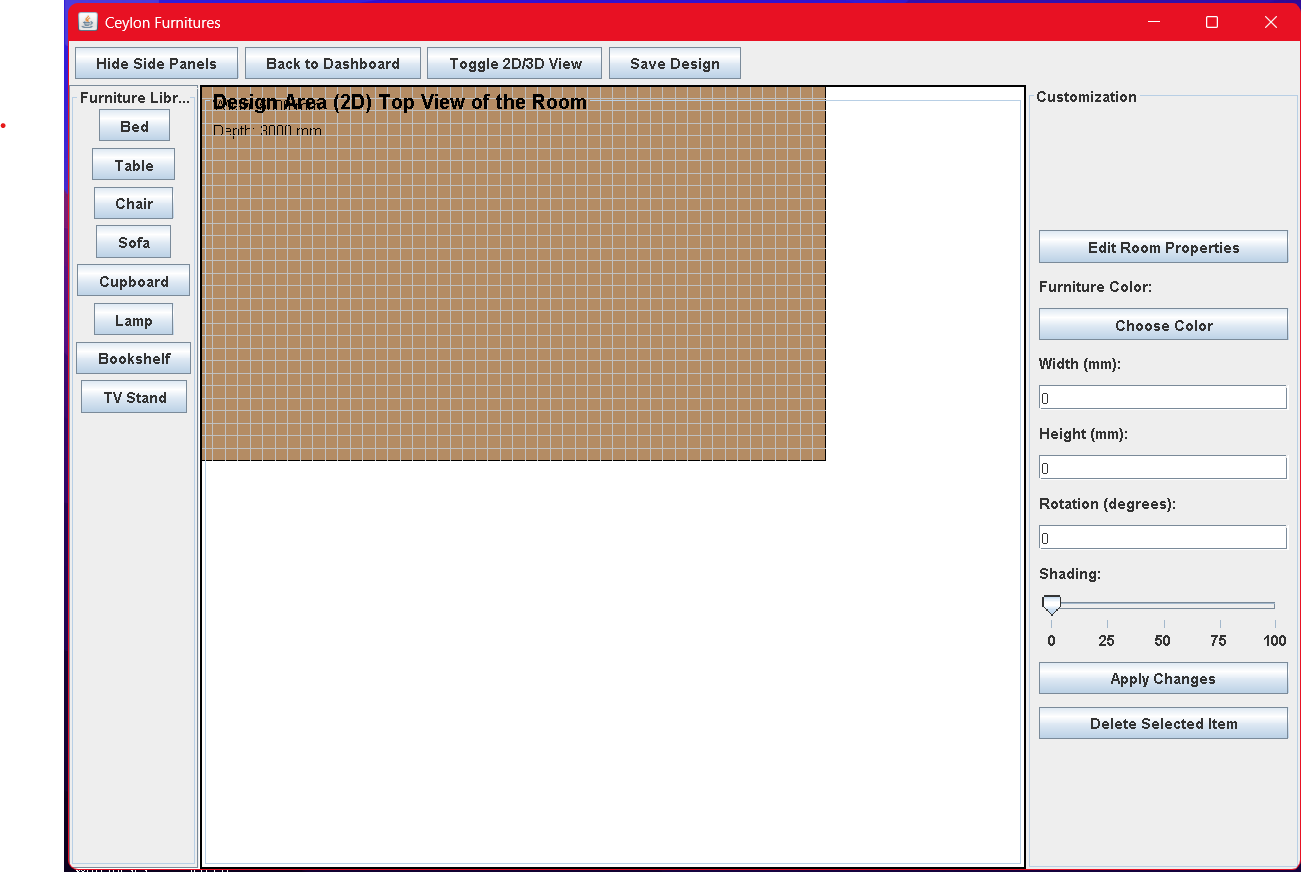 Ceylon Furnitures
Hide Side Panels
Back to Dashboard
Toggle 2D/3D View
Save Design
Furniture Libr...
Bed
Table
Chair
Sofa
Cupboard
Lamp
Bookshelf
TV Stand
Design Area (2D) Top View of the Room
Depth: 3000 mm
Customization
Edit Room Properties
Furniture Color:
Choose Color
Width (mm):
0
Height (mm):
0
Rotation (degrees):
0
Shading:
0 25 50 75 100
Apply Changes
Delete Selected Item